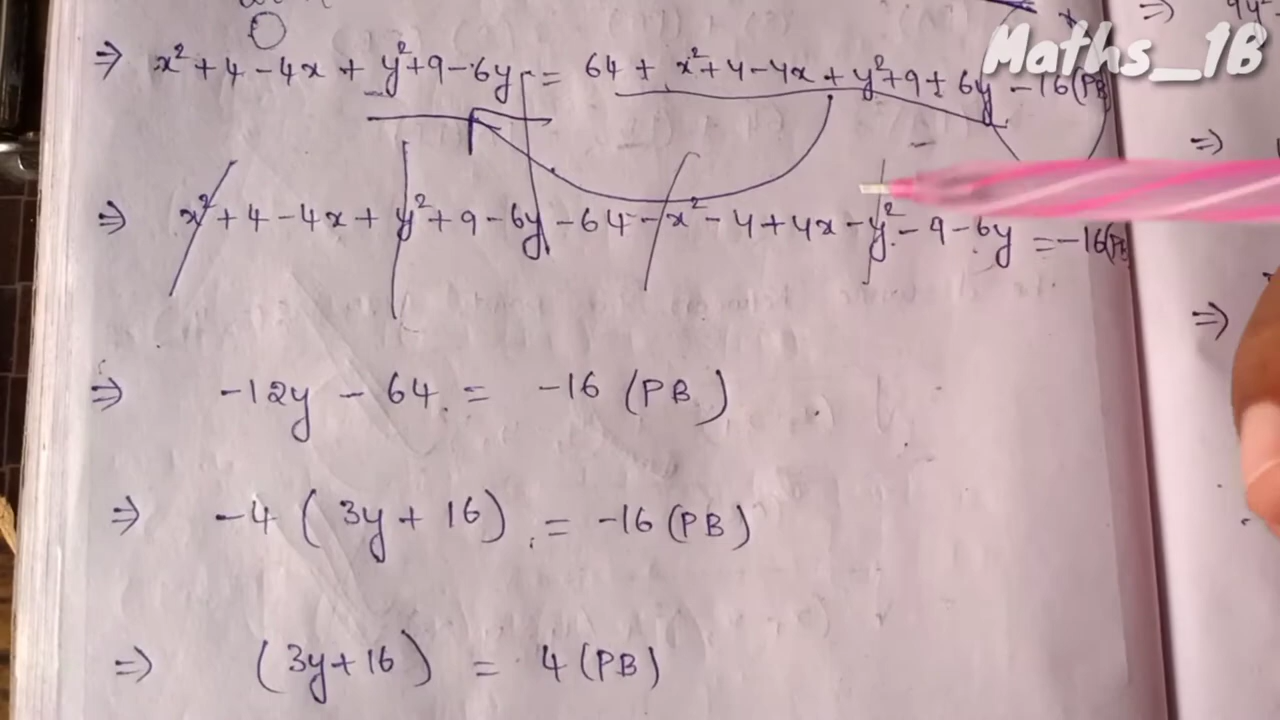 Maths_1B
⇒ x² + 4 - 4x + y² + 9 - 6y = 64 + x² + 4 - 4x + y² + 9 + 6y - 16 (PB)
⇒ x² + 4 - 4x + y² + 9 - 6y - 64 - x² - 4 + 4x - y² - 9 - 6y = -16 (PB)
⇒ -12y - 64 = -16 (PB)
⇒ -4 (3y + 16) = -16 (PB)
⇒ (3y + 16) = 4 (PB)
⇒
⇒
⇒